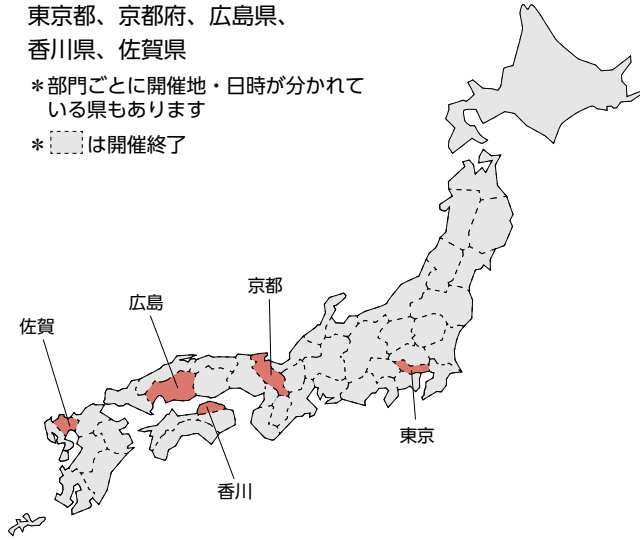 東京都、京都府、広島県、
香川県、佐賀県
＊部門ごとに開催地・日時が分かれて
いる県もあります
＊は開催終了
京都
広島
佐賀
東京
香川